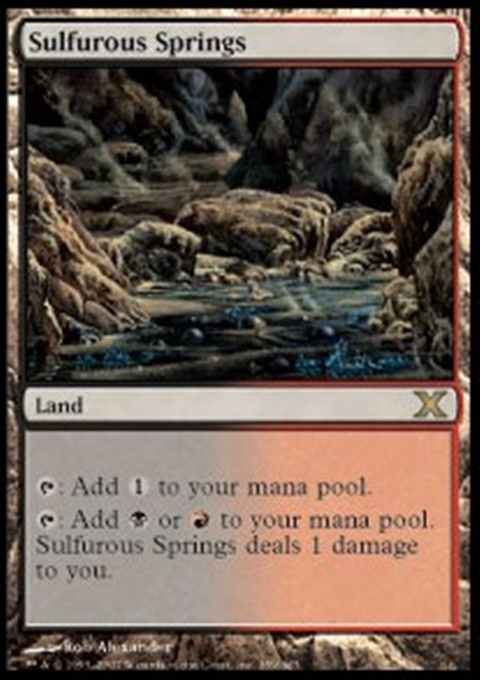 Sulfurous Springs
Land
X
: Add 1 to your mana pool.
: Add or to your mana pool.
Sulfurous Springs deals 1 damage
to you.
Rob Alexander